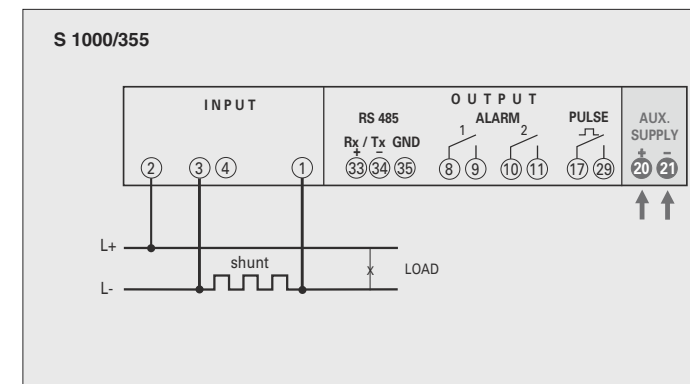 S 1000/355
INPUT
OUTPUT
RS 485
ALARM
PULSE
AUX.
SUPPLY
1
2
Rx / Tx GND
+ −
+ −
2 3 4 1
33 34 35
8 9 10 11
17 29
20 21
L+
shunt
x
LOAD
L-